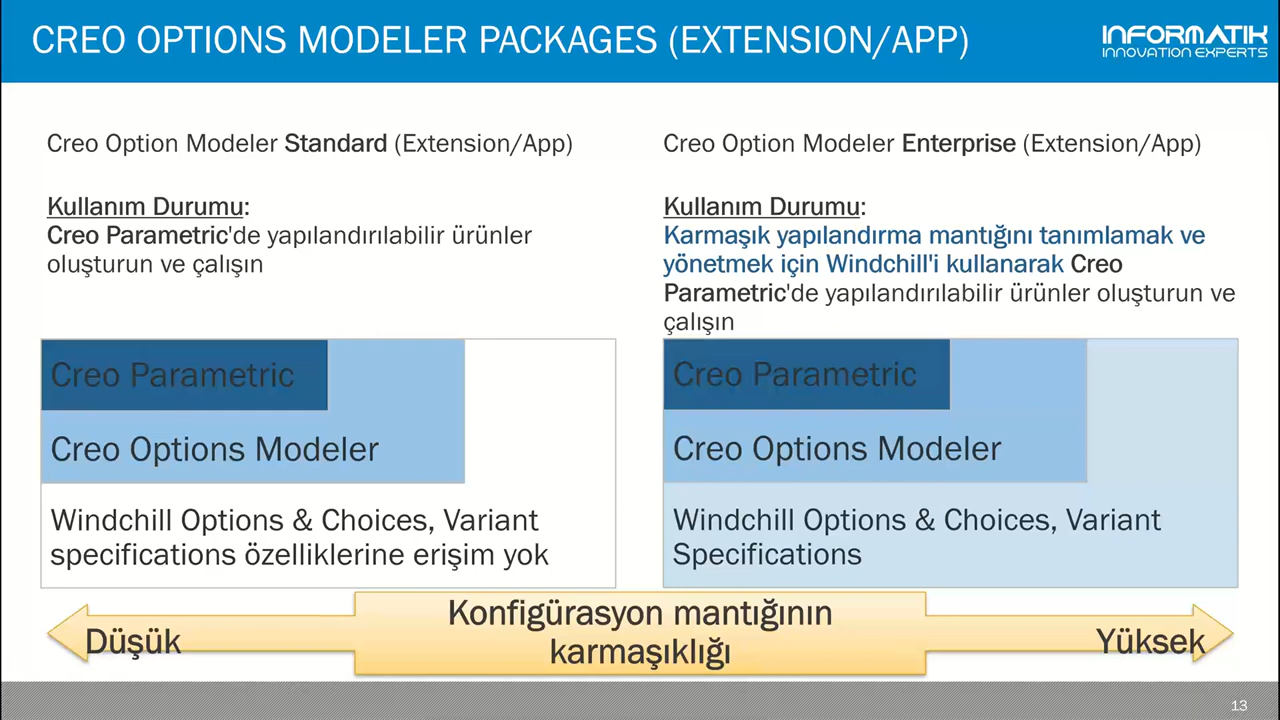 CREO OPTIONS MODELER PACKAGES (EXTENSION/APP)
INFORMATIK
INNOVATION EXPERTS
Creo Option Modeler Standard (Extension/App)
Kullanım Durumu:
Creo Parametric'de yapılandırılabilir ürünler
oluşturun ve çalışın
Creo Parametric
Creo Options Modeler
Windchill Options & Choices, Variant
specifications özelliklerine erişim yok
Creo Option Modeler Enterprise (Extension/App)
Kullanım Durumu:
Karmaşık yapılandırma mantığını tanımlamak ve
yönetmek için Windchill'i kullanarak Creo
Parametric'de yapılandırılabilir ürünler oluşturun ve
çalışın
Creo Parametric
Creo Options Modeler
Windchill Options & Choices, Variant
Specifications
Düşük
Konfigürasyon mantığının
karmaşıklığı
Yüksek
13